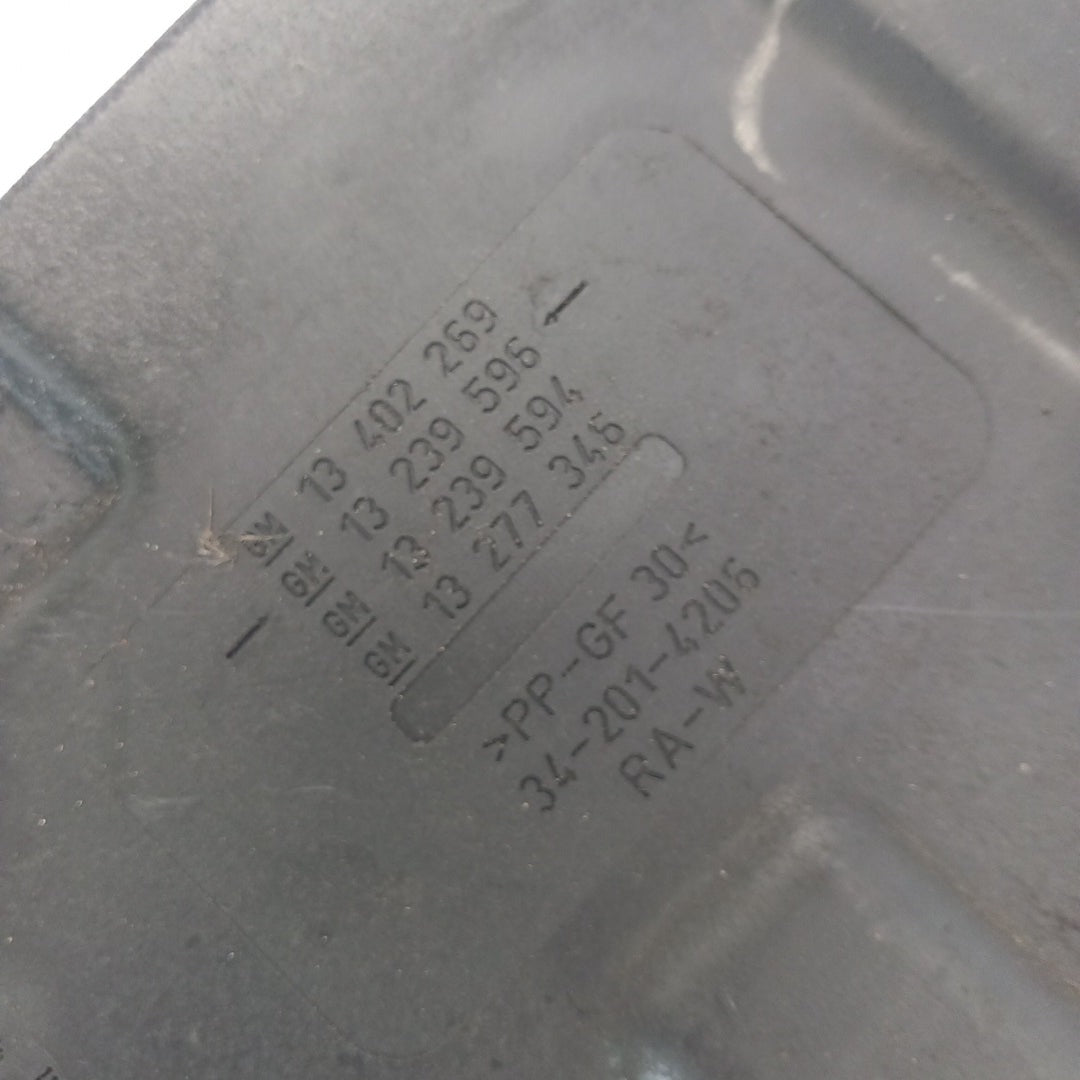 GM 13 402 269
GM 13 239 596
GM 13 239 594
GM 13 277 345
>PP-GF 30<
34-201-4206
RA-W